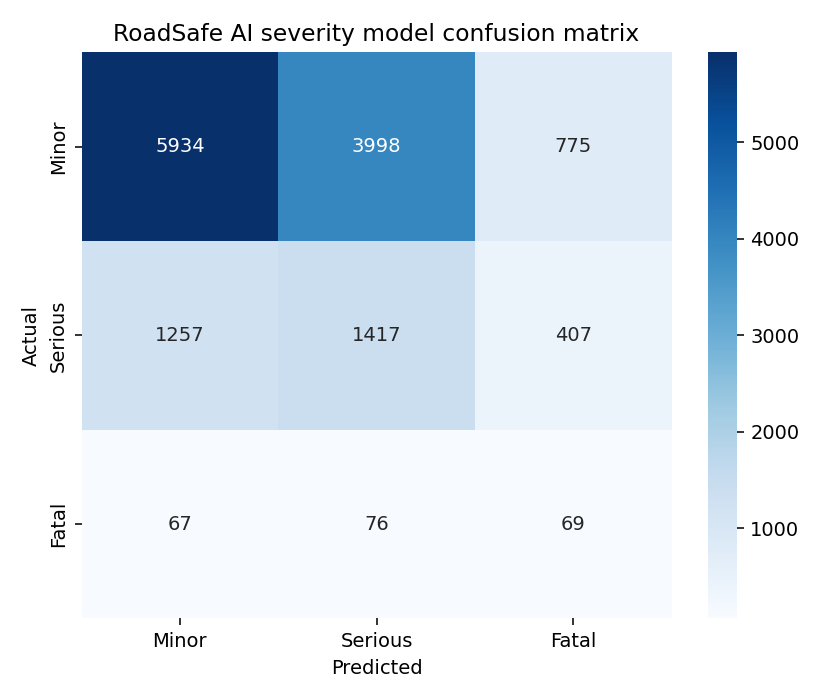 RoadSafe AI severity model confusion matrix
Minor
5934
3998
775
Actual
Serious
1257
1417
407
Fatal
67
76
69
Minor
Serious
Fatal
Predicted
5000
4000
3000
2000
1000